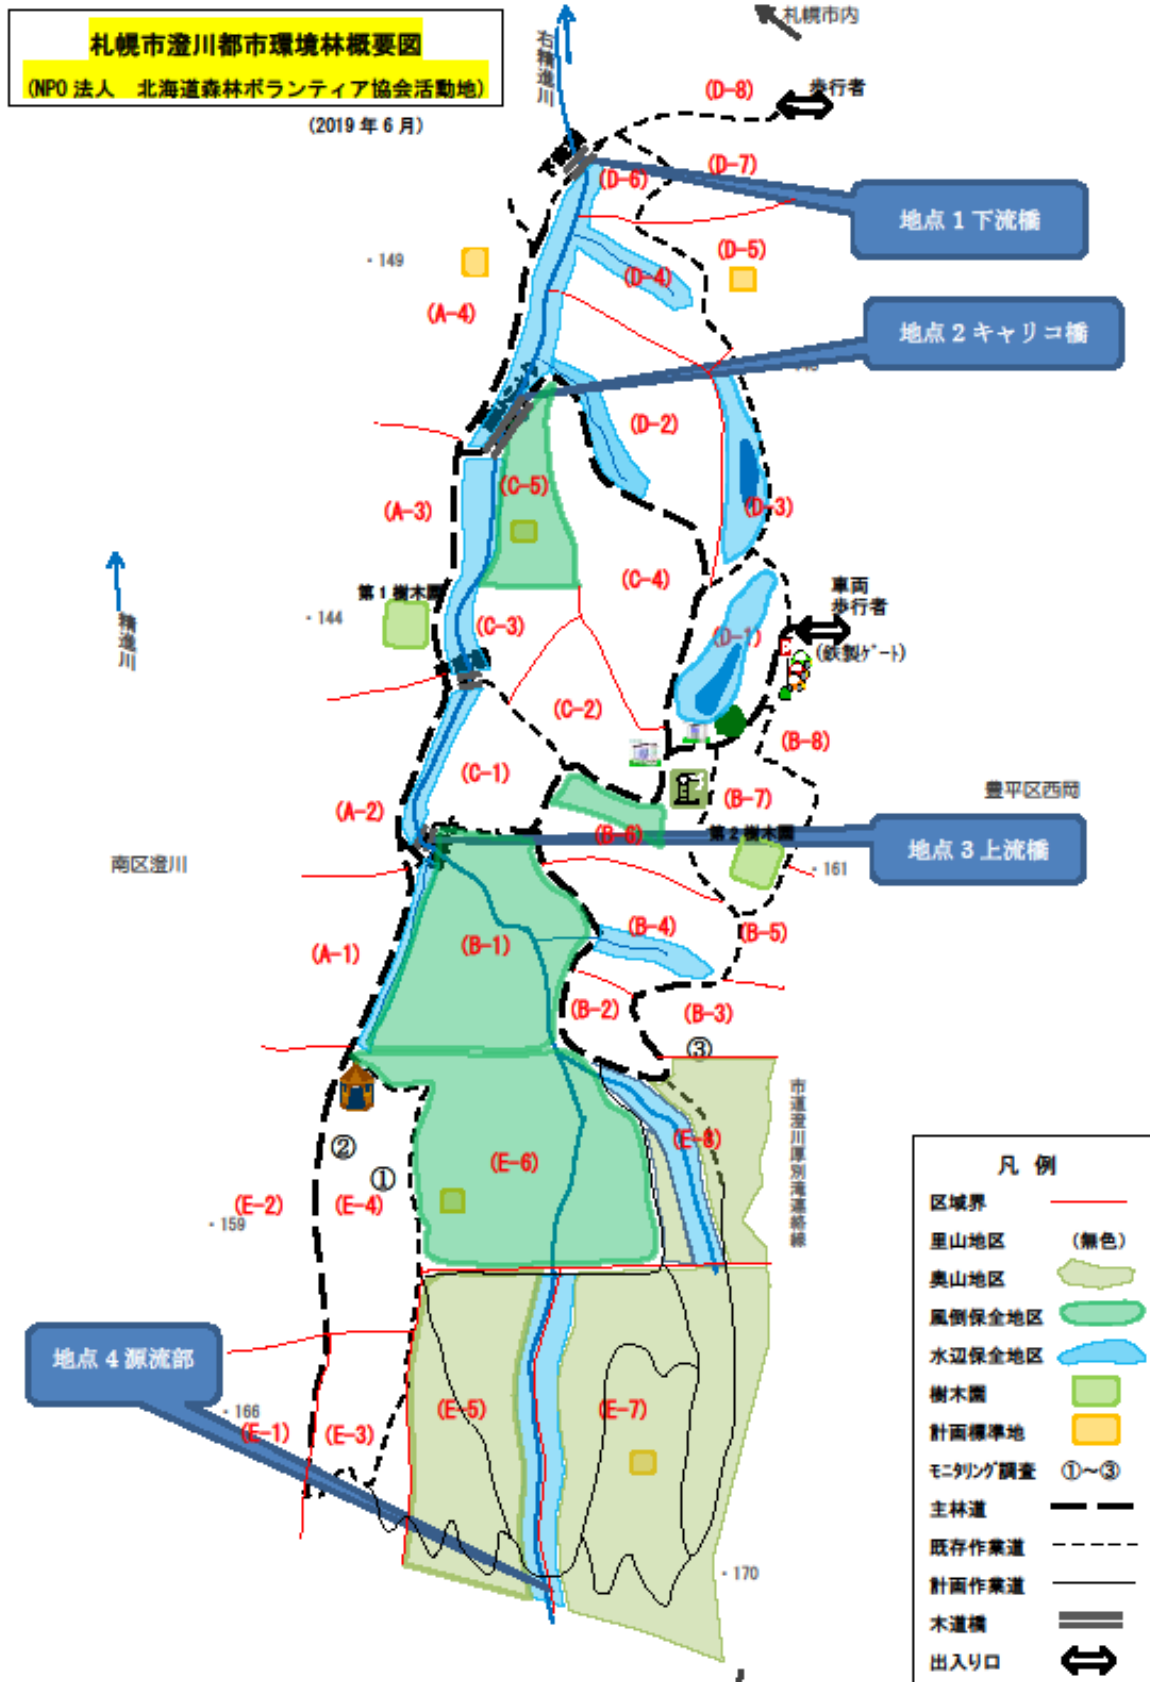 札幌市澄川都市環境林概要図
(NPO 法人　北海道森林ボランティア協会活動地)
(2019 年 6 月)
札幌市内
右精進川
(D-8)
歩行者
(D-7)
(D-6)
地点 1 下流橋
(D-5)
・149
(D-4)
(A-4)
地点 2 キャリコ橋
(D-2)
(C-5)
(A-3)
(D-3)
(C-4)
車両
歩行者
第 1 樹木園
・144
(C-3)
(D-1)
(鉄製ゲート)
精進川
(C-2)
(B-8)
(C-1)
(B-7)
豊平区西岡
(A-2)
(B-6)
第 2 樹木園
地点 3 上流橋
南区澄川
・161
(B-4)
(B-5)
(B-1)
(A-1)
(B-2)
(B-3)
③
市道澄川厚別滝連絡線
(E-8)
②
①
(E-6)
(E-2)
(E-4)
・159
地点 4 源流部
・166
(E-1)
(E-3)
(E-5)
(E-7)
・170
凡 例
区域界
里山地区　(無色)
奥山地区
風倒保全地区
水辺保全地区
樹木園
計画標準地
モニタリング調査　①～③
主林道
既存作業道
計画作業道
木道橋
出入り口